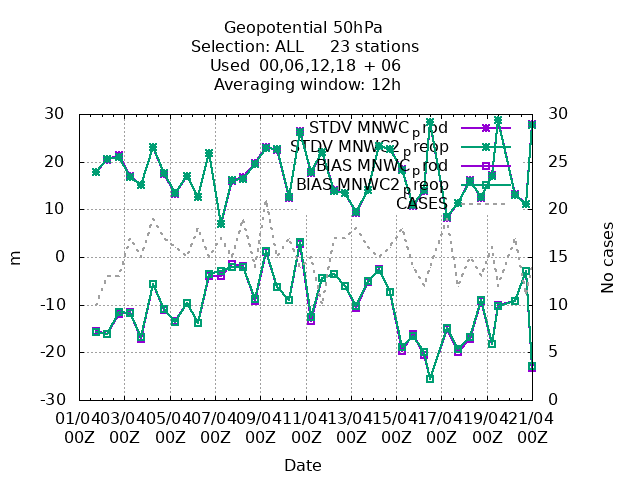 Geopotential 50hPa
Selection: ALL 23 stations
Used 00,06,12,18 + 06
Averaging window: 12h
30 30
STDV MNWC_prod
STDV MNWC2_preop
BIAS MNWC_prod
BIAS MNWC2_preop
CASES
20 25
10 20
0 15
-10 10
-20 5
-30 0
m
No cases
01/04 03/04 05/04 07/04 09/04 11/04 13/04 15/04 17/04 19/04 21/04
00Z 00Z 00Z 00Z 00Z 00Z 00Z 00Z 00Z 00Z 00Z
Date